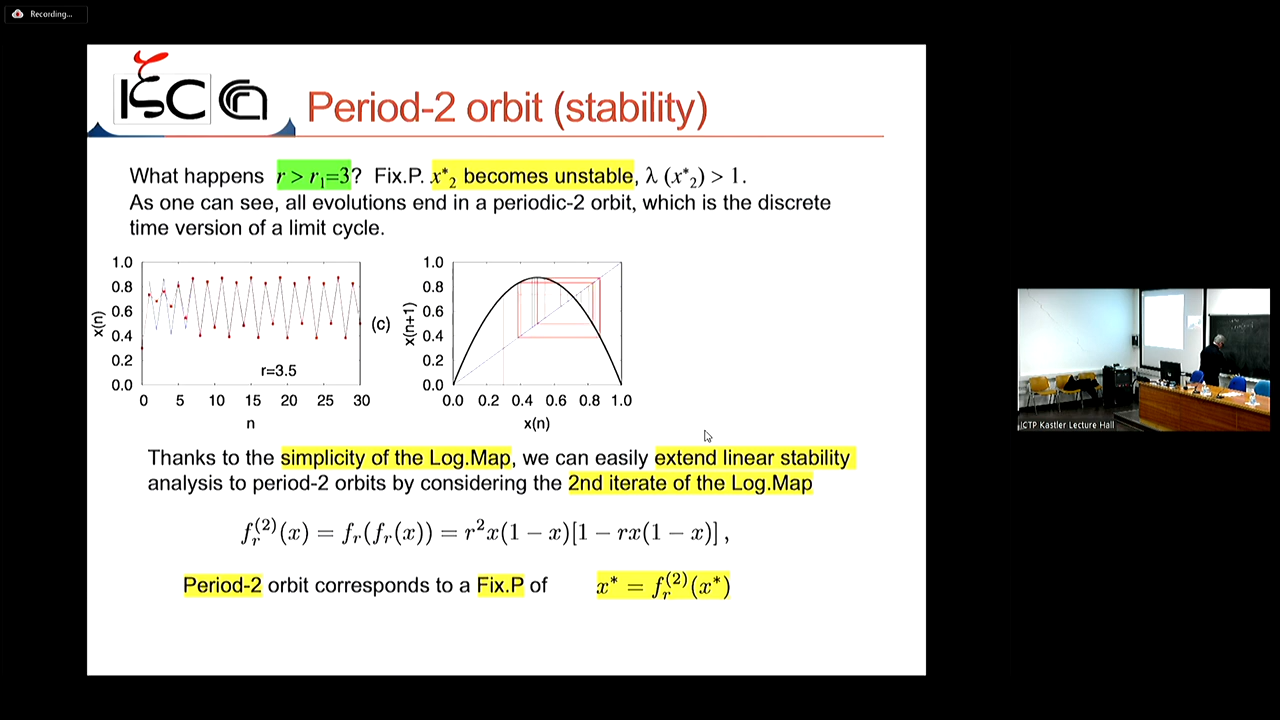 Recording...
ISC
Period-2 orbit (stability)
What happens r > r₁=3? Fix.P. x*₂ becomes unstable, λ (x*₂) > 1.
As one can see, all evolutions end in a periodic-2 orbit, which is the discrete
time version of a limit cycle.
1.0
0.8
0.6
0.4
0.2
0.0
x(n)
r=3.5
0 5 10 15 20 25 30
n
(c)
1.0
0.8
0.6
0.4
0.2
0.0
x(n+1)
0.0 0.2 0.4 0.6 0.8 1.0
x(n)
Thanks to the simplicity of the Log.Map, we can easily extend linear stability
analysis to period-2 orbits by considering the 2nd iterate of the Log.Map
f_r^{(2)}(x) = f_r(f_r(x)) = r²x(1 − x)[1 − rx(1 − x)] ,
Period-2 orbit corresponds to a Fix.P of x* = f_r^{(2)}(x*)
ICTP Kastler Lecture Hall